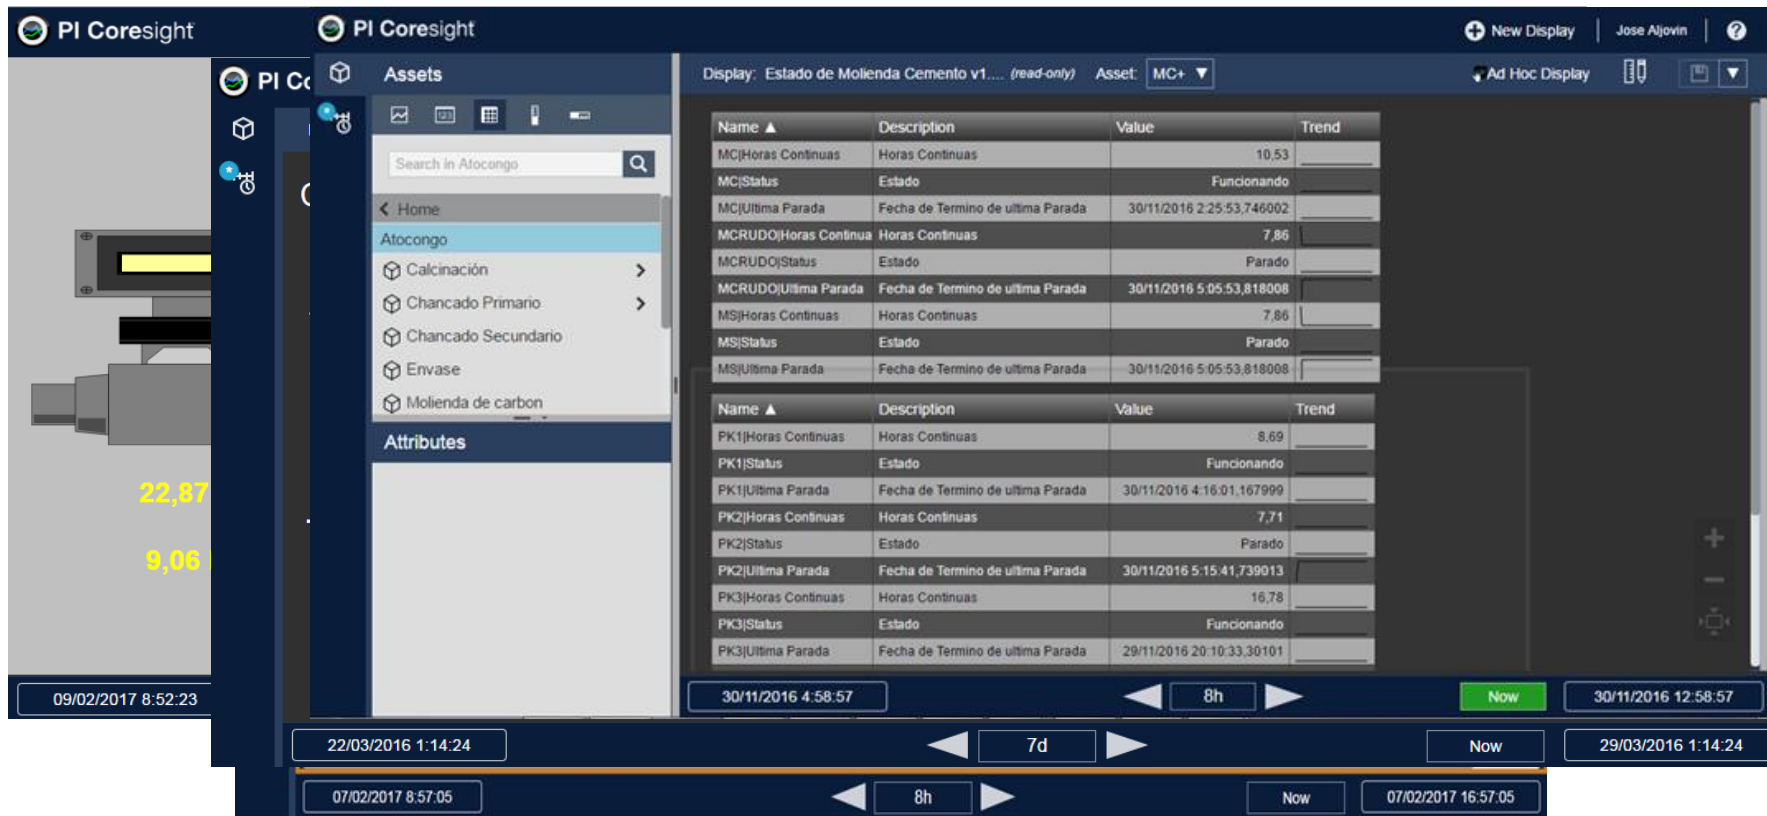 PI Coresight
PI Coresight
New Display
Jose Aljovin
?
PI
Assets
Display: Estado de Molienda Cemento v1.... (read-only) Asset: MC+
Ad Hoc Display
Search in Atocongo
Home
Atocongo
Calcinación
Chancado Primario
Chancado Secundario
Envase
Molienda de carbon
Attributes
Name ▲ Description Value Trend
MC|Horas Continuas Horas Continuas 10,53
MC|Status Estado Funcionando
MC|Ultima Parada Fecha de Termino de ultima Parada 30/11/2016 2:25:53,746002
MCRUDO|Horas Continua Horas Continuas 7,86
MCRUDO|Status Estado Parado
MCRUDO|Ultima Parada Fecha de Termino de ultima Parada 30/11/2016 5:05:53,818008
MS|Horas Continuas Horas Continuas 7,86
MS|Status Estado Parado
MS|Ultima Parada Fecha de Termino de ultima Parada 30/11/2016 5:05:53,818008
Name ▲ Description Value Trend
PK1|Horas Continuas Horas Continuas 8,69
PK1|Status Estado Funcionando
PK1|Ultima Parada Fecha de Termino de ultima Parada 30/11/2016 4:16:01,167999
PK2|Horas Continuas Horas Continuas 7,71
PK2|Status Estado Parado
PK2|Ultima Parada Fecha de Termino de ultima Parada 30/11/2016 5:15:41,739013
PK3|Horas Continuas Horas Continuas 16,78
PK3|Status Estado Funcionando
PK3|Ultima Parada Fecha de Termino de ultima Parada 29/11/2016 20:10:33,30101
22,87
9,06
09/02/2017 8:52:23
30/11/2016 4:58:57 8h Now 30/11/2016 12:58:57
22/03/2016 1:14:24 7d Now 29/03/2016 1:14:24
07/02/2017 8:57:05 8h Now 07/02/2017 16:57:05